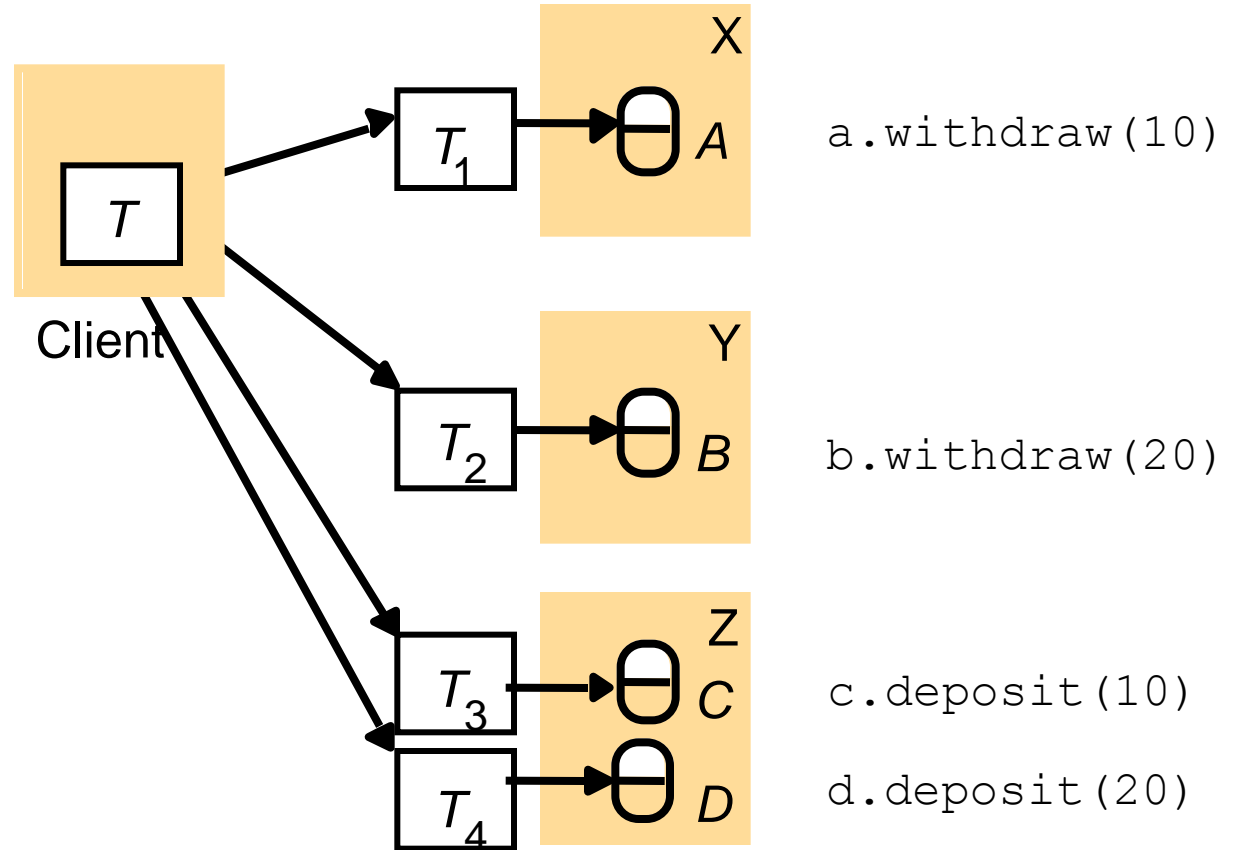 X
T1
A
a.withdraw(10)
T
Client
Y
T2
B
b.withdraw(20)
Z
T3
C
c.deposit(10)
T4
D
d.deposit(20)